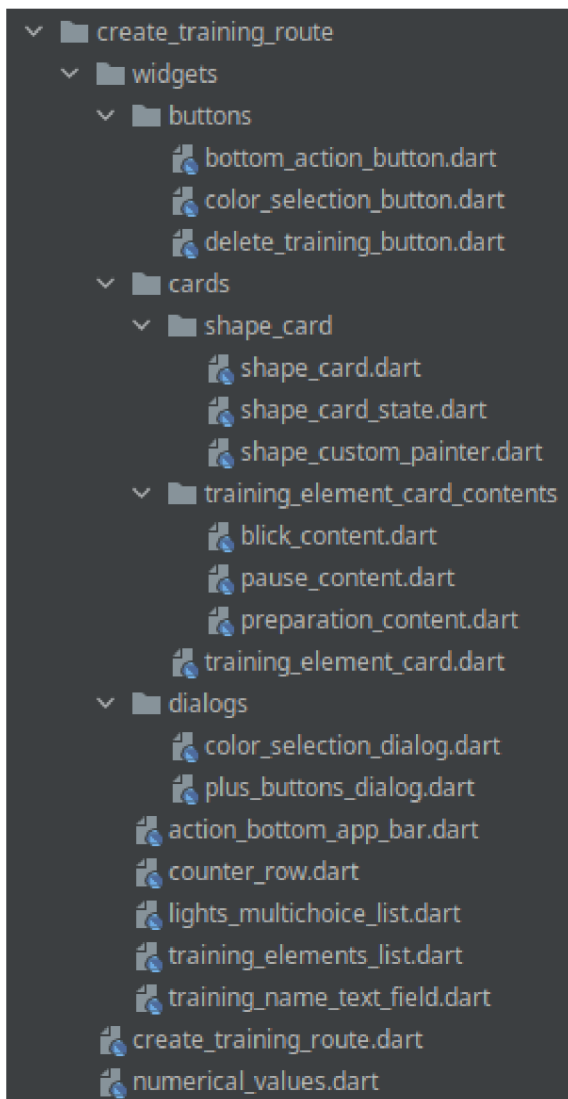 create_training_route
widgets
buttons
bottom_action_button.dart
color_selection_button.dart
delete_training_button.dart
cards
shape_card
shape_card.dart
shape_card_state.dart
shape_custom_painter.dart
training_element_card_contents
blick_content.dart
pause_content.dart
preparation_content.dart
training_element_card.dart
dialogs
color_selection_dialog.dart
plus_buttons_dialog.dart
action_bottom_app_bar.dart
counter_row.dart
lights_multichoice_list.dart
training_elements_list.dart
training_name_text_field.dart
create_training_route.dart
numerical_values.dart